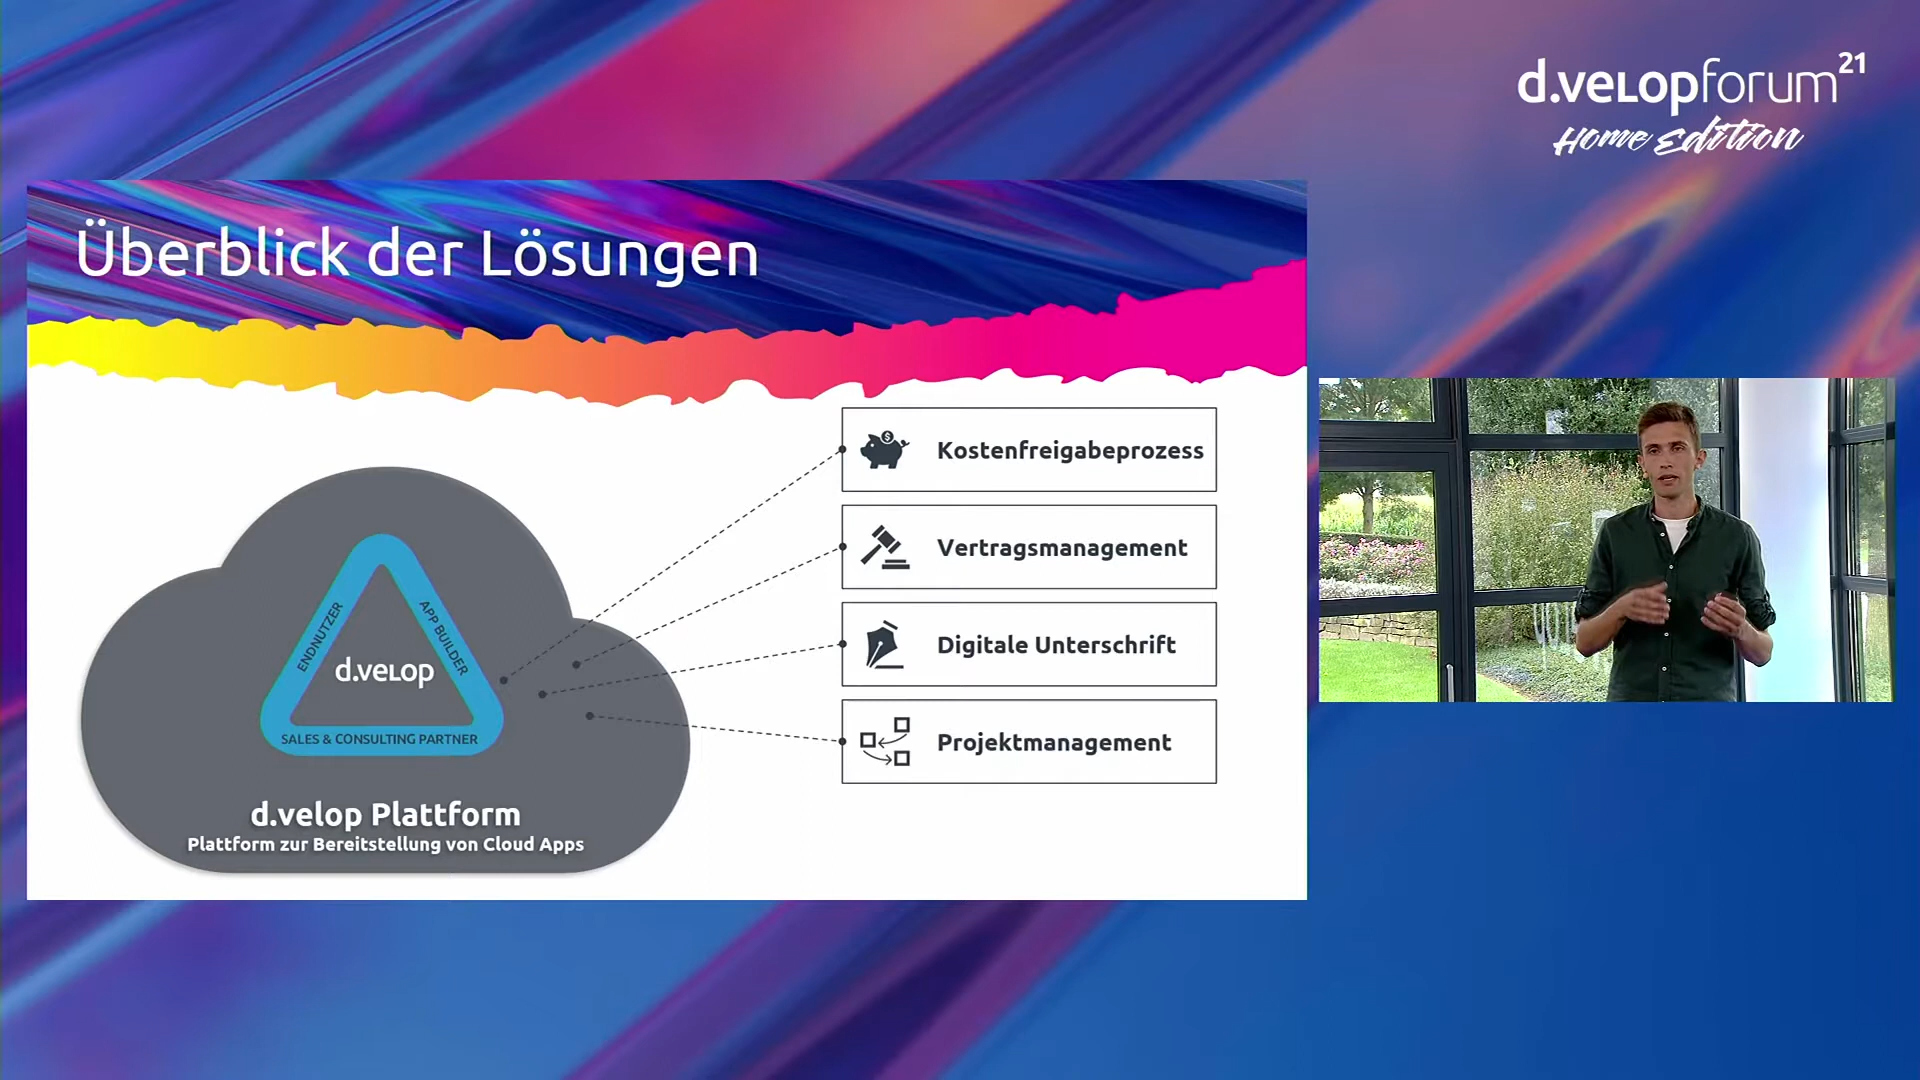 d.velopforum21
Home Edition
Überblick der Lösungen
Kostenfreigabeprozess
Vertragsmanagement
Digitale Unterschrift
Projektmanagement
ENDNUTZER
APP BUILDER
d.velop
SALES & CONSULTING PARTNER
d.velop Plattform
Plattform zur Bereitstellung von Cloud Apps